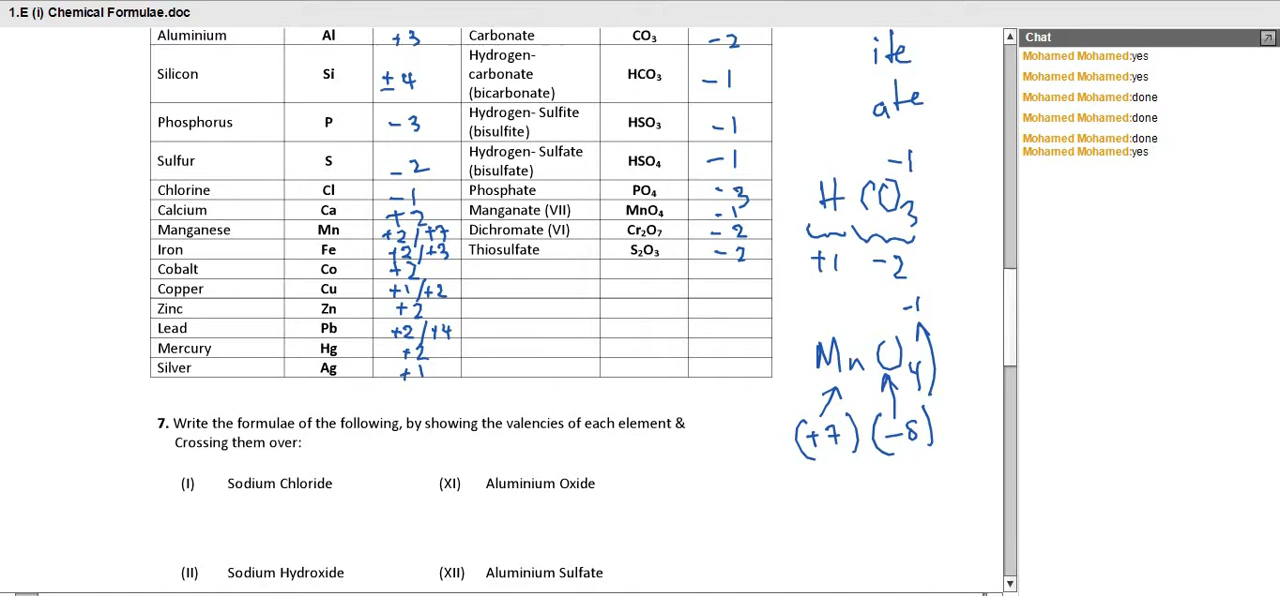 1.E (i) Chemical Formulae.doc
Aluminium Al +3 Carbonate CO₃ -2
Silicon Si ±4 Hydrogen-
carbonate HCO₃ -1
(bicarbonate)
Phosphorus P -3 Hydrogen- Sulfite
(bisulfite) HSO₃ -1
Sulfur S -2 Hydrogen- Sulfate
(bisulfate) HSO₄ -1
Chlorine Cl -1 Phosphate PO₄ -3
Calcium Ca +2 Manganate (VII) MnO₄ -1
Manganese Mn +2/+7 Dichromate (VI) Cr₂O₇ -2
Iron Fe +2/+3 Thiosulfate S₂O₃ -2
Cobalt Co +2
Copper Cu +1/+2
Zinc Zn +2
Lead Pb +2/+4
Mercury Hg +2
Silver Ag +1
ite
ate
-1
H CO₃
+1 -2
-1
MnO₄
(+7) (-8)
7. Write the formulae of the following, by showing the valencies of each element &
Crossing them over:
(I) Sodium Chloride (XI) Aluminium Oxide
(II) Sodium Hydroxide (XII) Aluminium Sulfate
Chat
Mohamed Mohamed:yes
Mohamed Mohamed:yes
Mohamed Mohamed:done
Mohamed Mohamed:done
Mohamed Mohamed:done
Mohamed Mohamed:yes